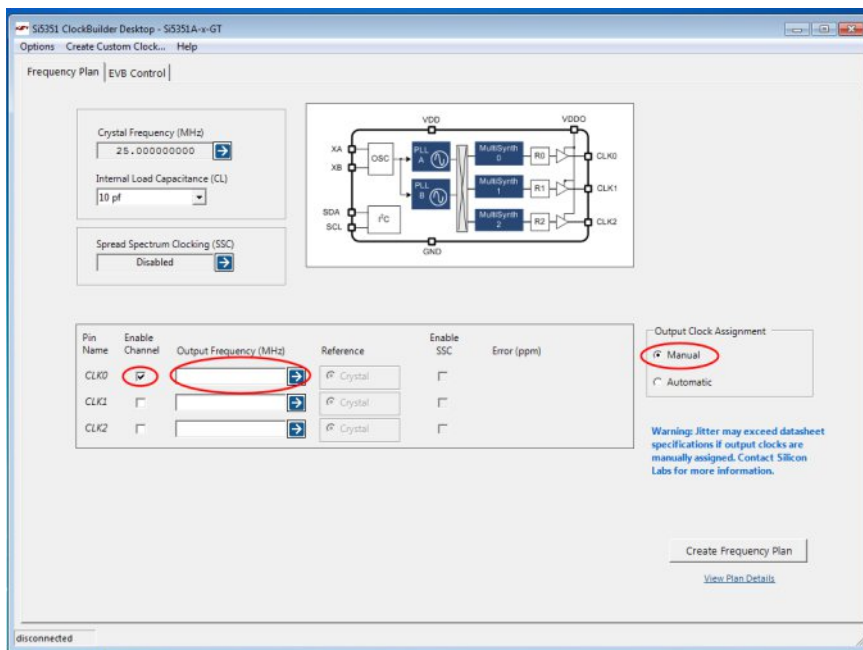 Si5351 ClockBuilder Desktop - Si5351A-x-GT
Options Create Custom Clock... Help
Frequency Plan EVB Control
Crystal Frequency (MHz)
25.000000000
Internal Load Capacitance (CL)
10 pf
Spread Spectrum Clocking (SSC)
Disabled
VDD VDDO
XA
XB
OSC
PLL
A
PLL
B
MultiSynth
0
R0
CLK0
MultiSynth
1
R1
CLK1
MultiSynth
2
R2
CLK2
SDA
SCL
I²C
GND
Pin
Name
Enable
Channel
Output Frequency (MHz)
Reference
Enable
SSC
Error (ppm)
CLK0 Crystal
CLK1 Crystal
CLK2 Crystal
Output Clock Assignment
Manual
Automatic
Warning: Jitter may exceed datasheet
specifications if output clocks are
manually assigned. Contact Silicon
Labs for more information.
Create Frequency Plan
View Plan Details
disconnected